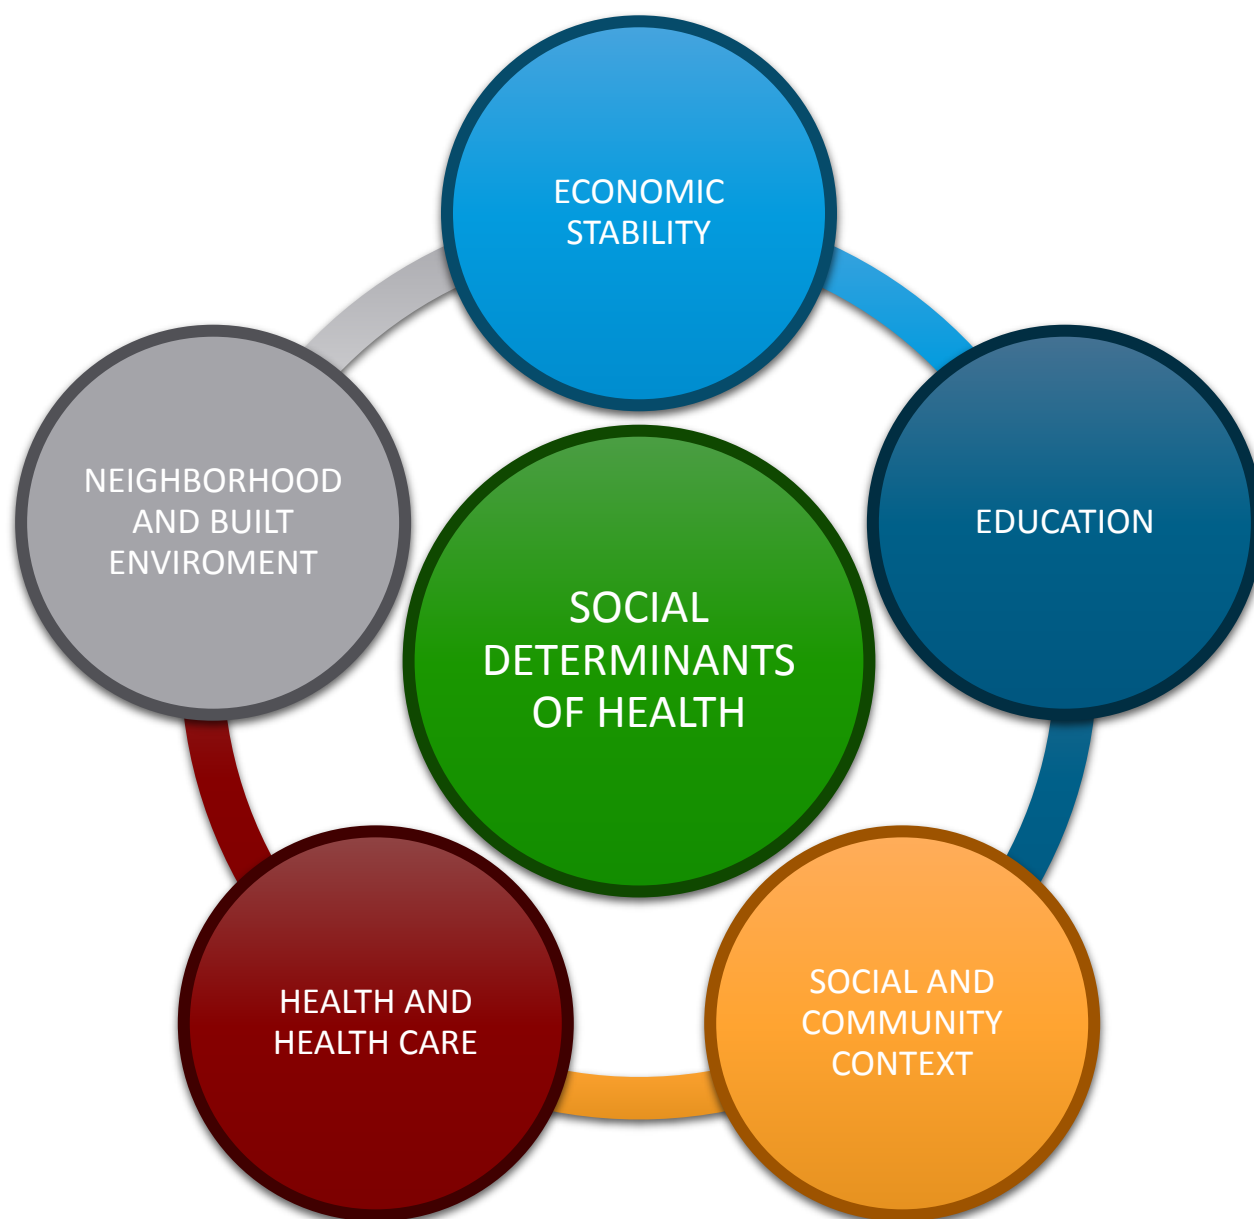 ECONOMIC
STABILITY
EDUCATION
SOCIAL AND
COMMUNITY
CONTEXT
HEALTH AND
HEALTH CARE
NEIGHBORHOOD
AND BUILT
ENVIROMENT
SOCIAL
DETERMINANTS
OF HEALTH